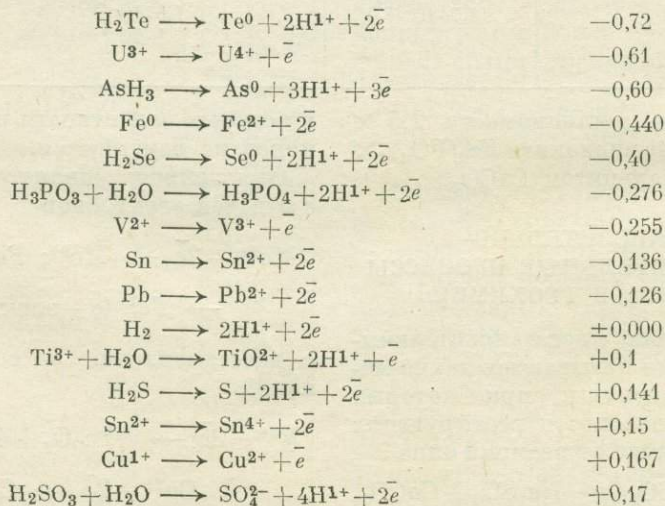 H₂Te ⟶ Te⁰ + 2H¹⁺ + 2e̅ −0,72
U³⁺ ⟶ U⁴⁺ + e̅ −0,61
AsH₃ ⟶ As⁰ + 3H¹⁺ + 3e̅ −0,60
Fe⁰ ⟶ Fe²⁺ + 2e̅ −0,440
H₂Se ⟶ Se⁰ + 2H¹⁺ + 2e̅ −0,40
H₃PO₃ + H₂O ⟶ H₃PO₄ + 2H¹⁺ + 2e̅ −0,276
V²⁺ ⟶ V³⁺ + e̅ −0,255
Sn ⟶ Sn²⁺ + 2e̅ −0,136
Pb ⟶ Pb²⁺ + 2e̅ −0,126
H₂ ⟶ 2H¹⁺ + 2e̅ ±0,000
Ti³⁺ + H₂O ⟶ TiO²⁺ + 2H¹⁺ + e̅ +0,1
H₂S ⟶ S + 2H¹⁺ + 2e̅ +0,141
Sn²⁺ ⟶ Sn⁴⁺ + 2e̅ +0,15
Cu¹⁺ ⟶ Cu²⁺ + e̅ +0,167
H₂SO₃ + H₂O ⟶ SO₄²⁻ + 4H¹⁺ + 2e̅ +0,17